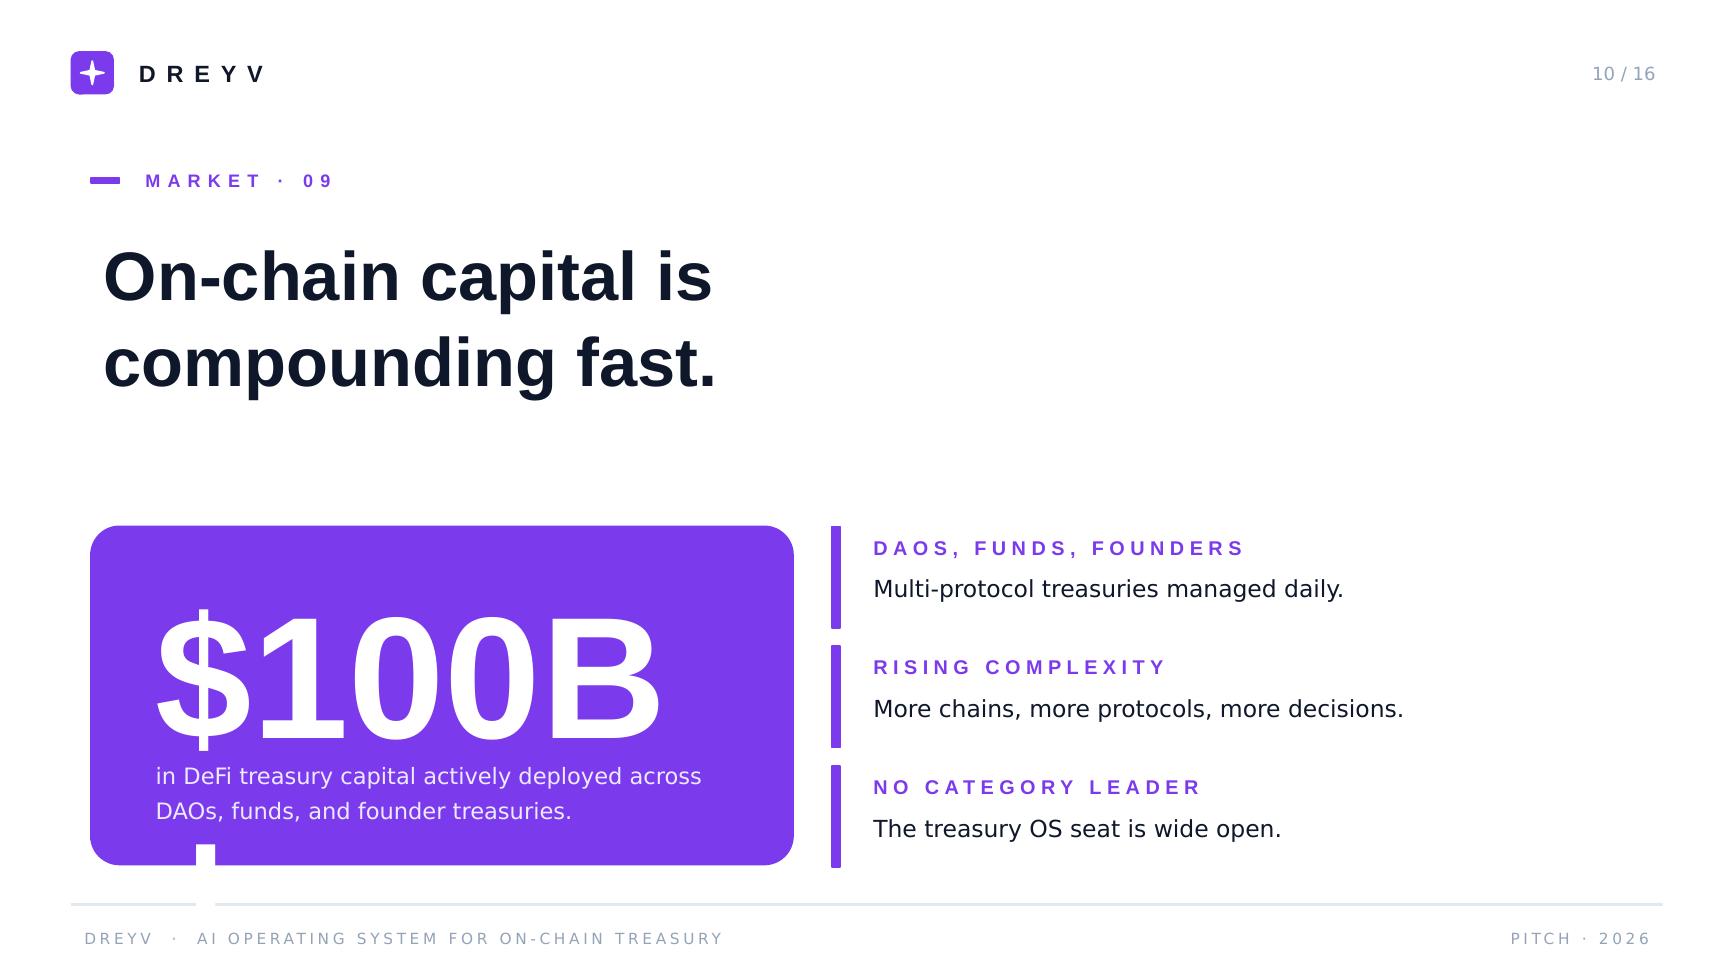 DREYV
10 / 16
MARKET · 09
On-chain capital is
compounding fast.
$100B
in DeFi treasury capital actively deployed across
DAOs, funds, and founder treasuries.
DAOS, FUNDS, FOUNDERS
Multi-protocol treasuries managed daily.
RISING COMPLEXITY
More chains, more protocols, more decisions.
NO CATEGORY LEADER
The treasury OS seat is wide open.
DREYV · AI OPERATING SYSTEM FOR ON-CHAIN TREASURY
PITCH · 2026